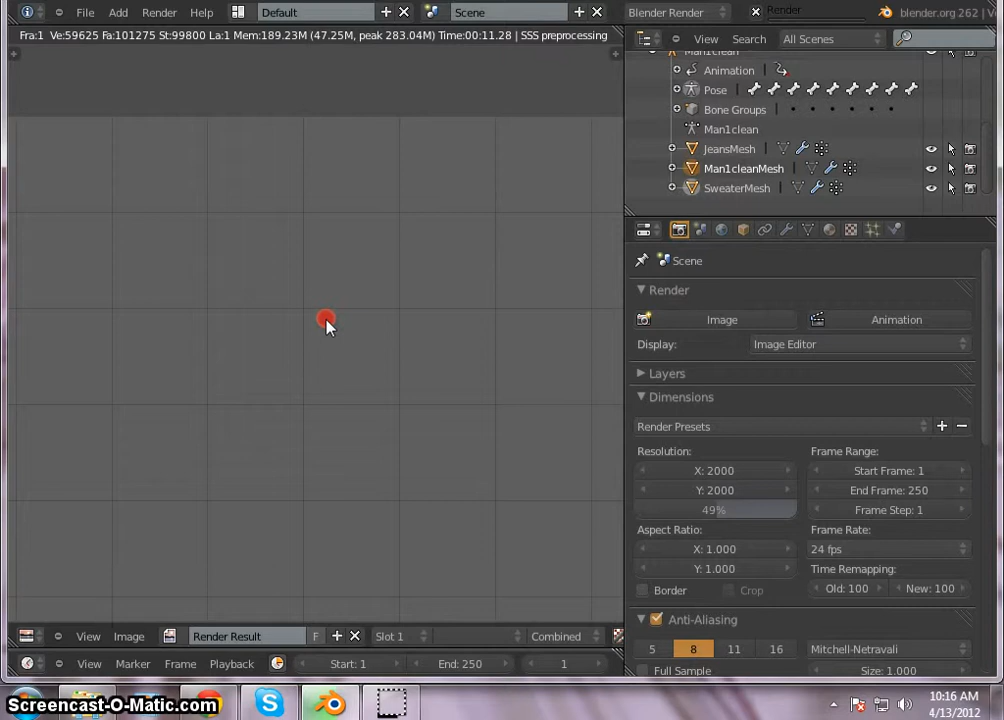 File Add Render Help Default Scene Blender Render Render blender.org 262
Fra:1 Ve:59625 Fa:101275 St:99800 La:1 Mem:189.23M (47.25M, peak 283.04M) Time:00:11.28 | SSS preprocessing
View Search All Scenes
Man1clean
Animation
Pose
Bone Groups
Man1clean
JeansMesh
Man1cleanMesh
SweaterMesh
Scene
Render
Image Animation
Display: Image Editor
Layers
Dimensions
Render Presets
Resolution: Frame Range:
X: 2000 Start Frame: 1
Y: 2000 End Frame: 250
49% Frame Step: 1
Aspect Ratio: Frame Rate:
X: 1.000 24 fps
Y: 1.000 Time Remapping:
Border Crop Old: 100 New: 100
Anti-Aliasing
5 8 11 16 Mitchell-Netravali
Full Sample Size: 1.000
View Image Render Result F Slot 1 Combined
View Marker Frame Playback Start: 1 End: 250 1
Screencast-O-Matic.com
10:16 AM
4/13/2012